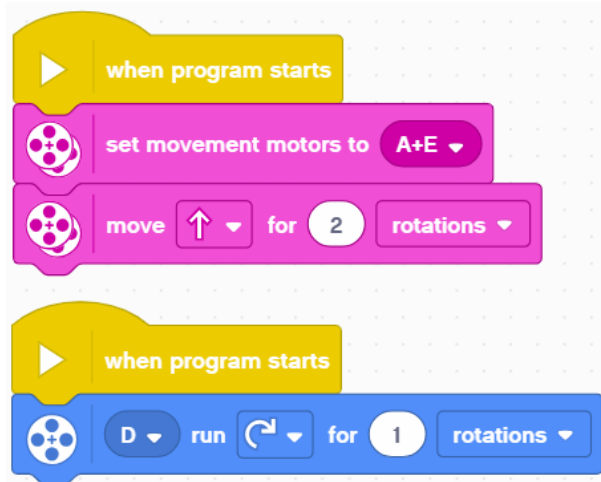 when program starts
set movement motors to A+E
move for 2 rotations
when program starts
D run for 1 rotations